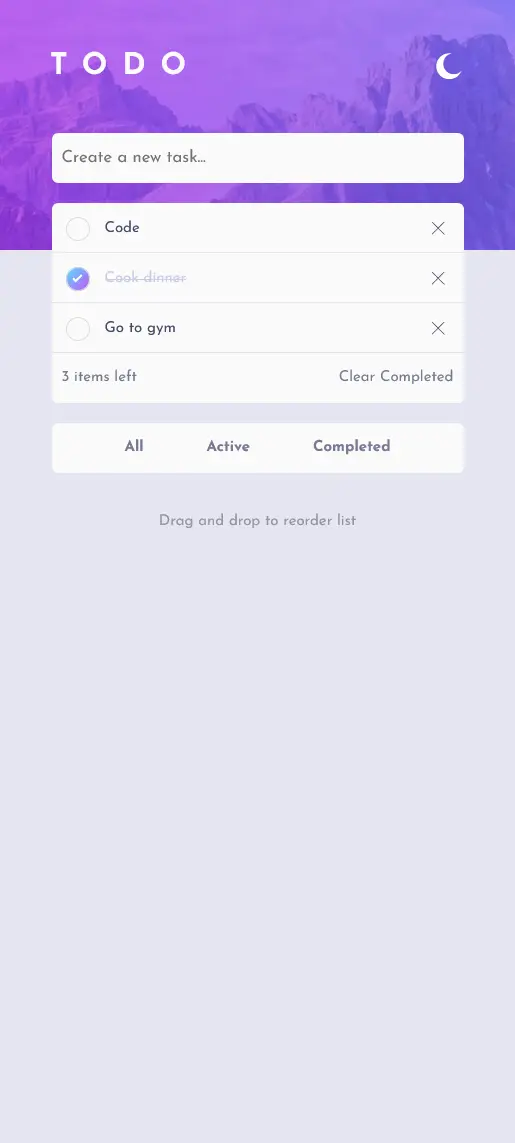 TODO
Create a new task...
Code
Cook dinner
Go to gym
3 items left Clear Completed
All Active Completed
Drag and drop to reorder list